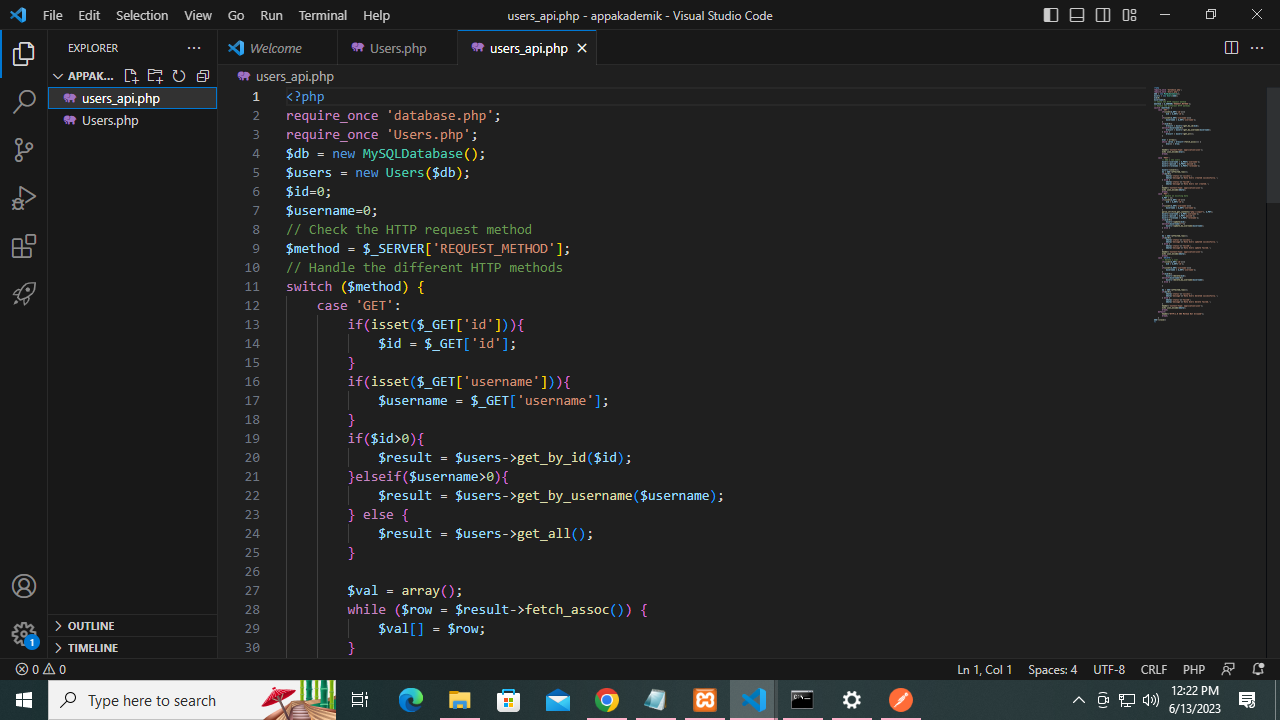 File Edit Selection View Go Run Terminal Help
users_api.php - appakademik - Visual Studio Code
EXPLORER
Welcome
Users.php
users_api.php
APPAK...
users_api.php
Users.php
OUTLINE
TIMELINE
users_api.php
1 <?php
2 require_once 'database.php';
3 require_once 'Users.php';
4 $db = new MySQLDatabase();
5 $users = new Users($db);
6 $id=0;
7 $username=0;
8 // Check the HTTP request method
9 $method = $_SERVER['REQUEST_METHOD'];
10 // Handle the different HTTP methods
11 switch ($method) {
12 case 'GET':
13 if(isset($_GET['id'])){
14 $id = $_GET['id'];
15 }
16 if(isset($_GET['username'])){
17 $username = $_GET['username'];
18 }
19 if($id>0){
20 $result = $users->get_by_id($id);
21 }elseif($username>0){
22 $result = $users->get_by_username($username);
23 } else {
24 $result = $users->get_all();
25 }
26
27 $val = array();
28 while ($row = $result->fetch_assoc()) {
29 $val[] = $row;
30 }
1
0 0
Ln 1, Col 1 Spaces: 4 UTF-8 CRLF PHP
Type here to search
12:22 PM
6/13/2023